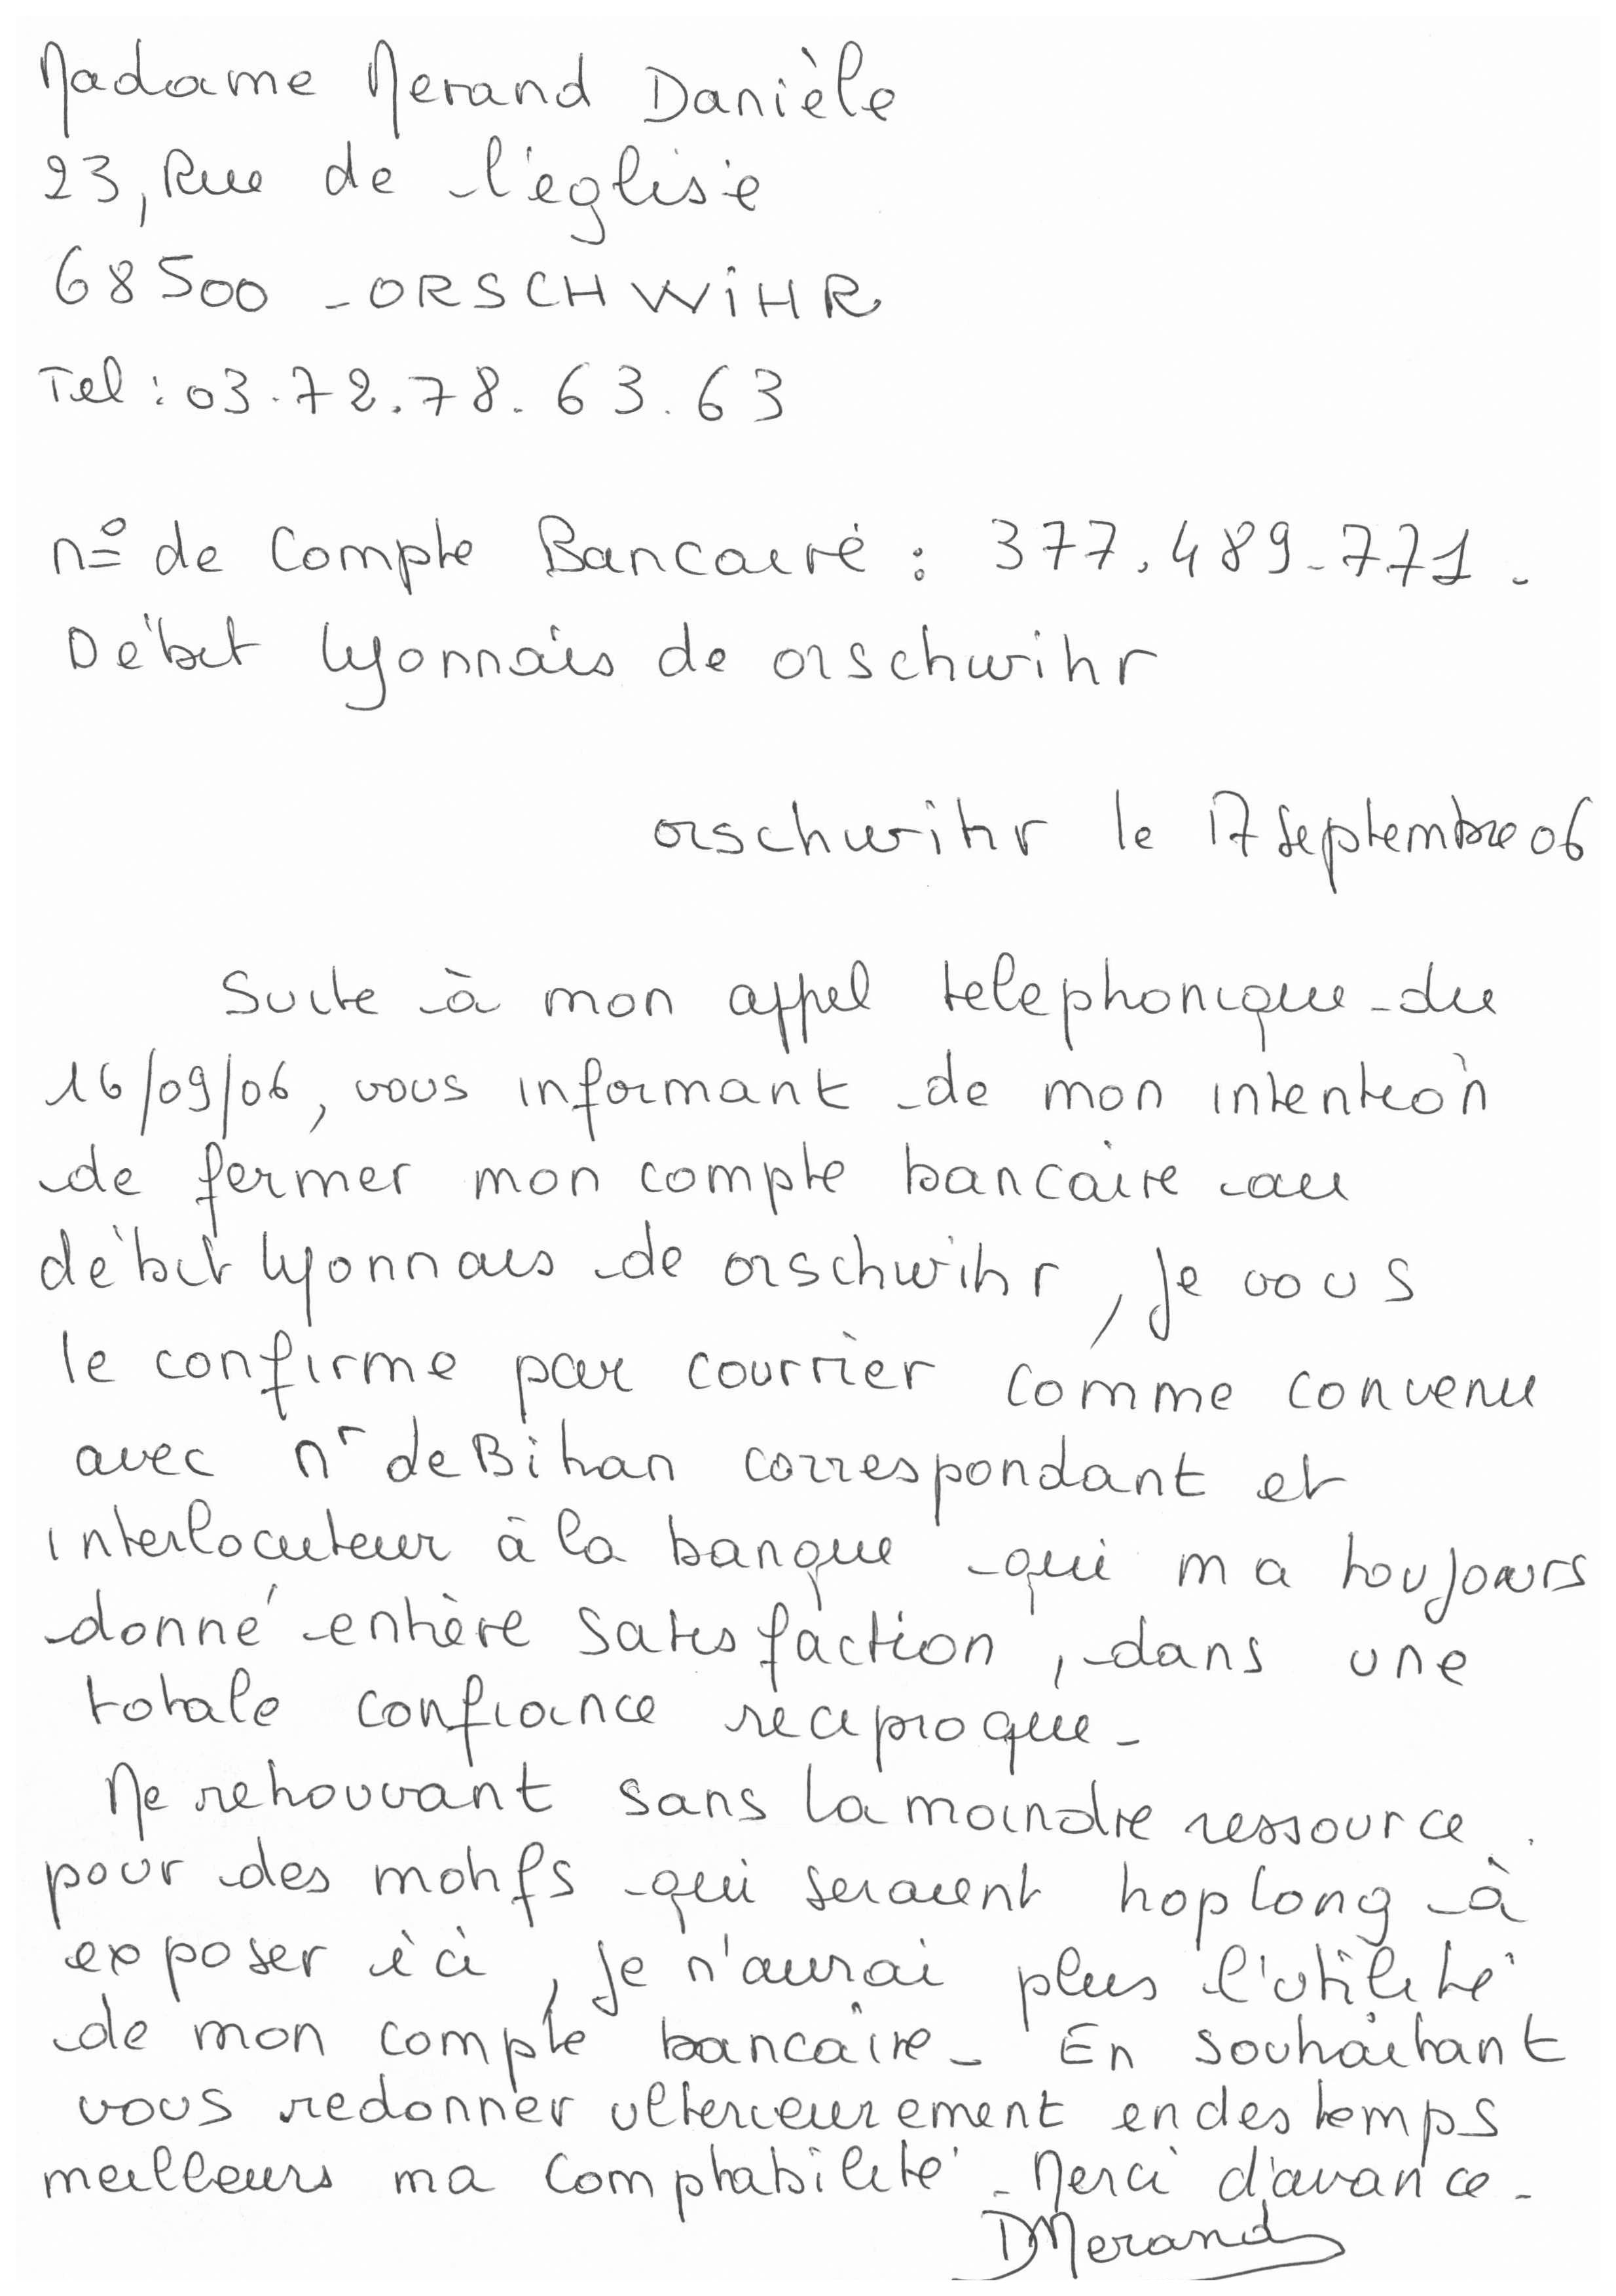 Madame Merand Danièle
23, Rue de l'église
68500 - ORSCHWIHR
Tel : 03.72.78.63.63
n° de Compte Bancaire : 377.489-771.
Débit lyonnais de orschwihr
orschwihr le 17 septembre 06
Suite à mon appel telephonique du
16/09/06, vous informant de mon intention
de fermer mon compte bancaire au
débit lyonnais de orschwihr, je vous
le confirme par courrier comme convenu
avec Mr de Bihan correspondant et
interlocuteur à la banque qui m a toujours
donné entière satisfaction, dans une
totale confiance reciproque -
Me retrouvant sans la moindre ressource
pour des motifs qui seraient trop long à
exposer ici, je n'aurai plus l'utilité
de mon compte bancaire - En souhaitant
vous redonner ulterieurement en des temps
meilleurs ma comptabilité - Merci d'avance -
DMerand